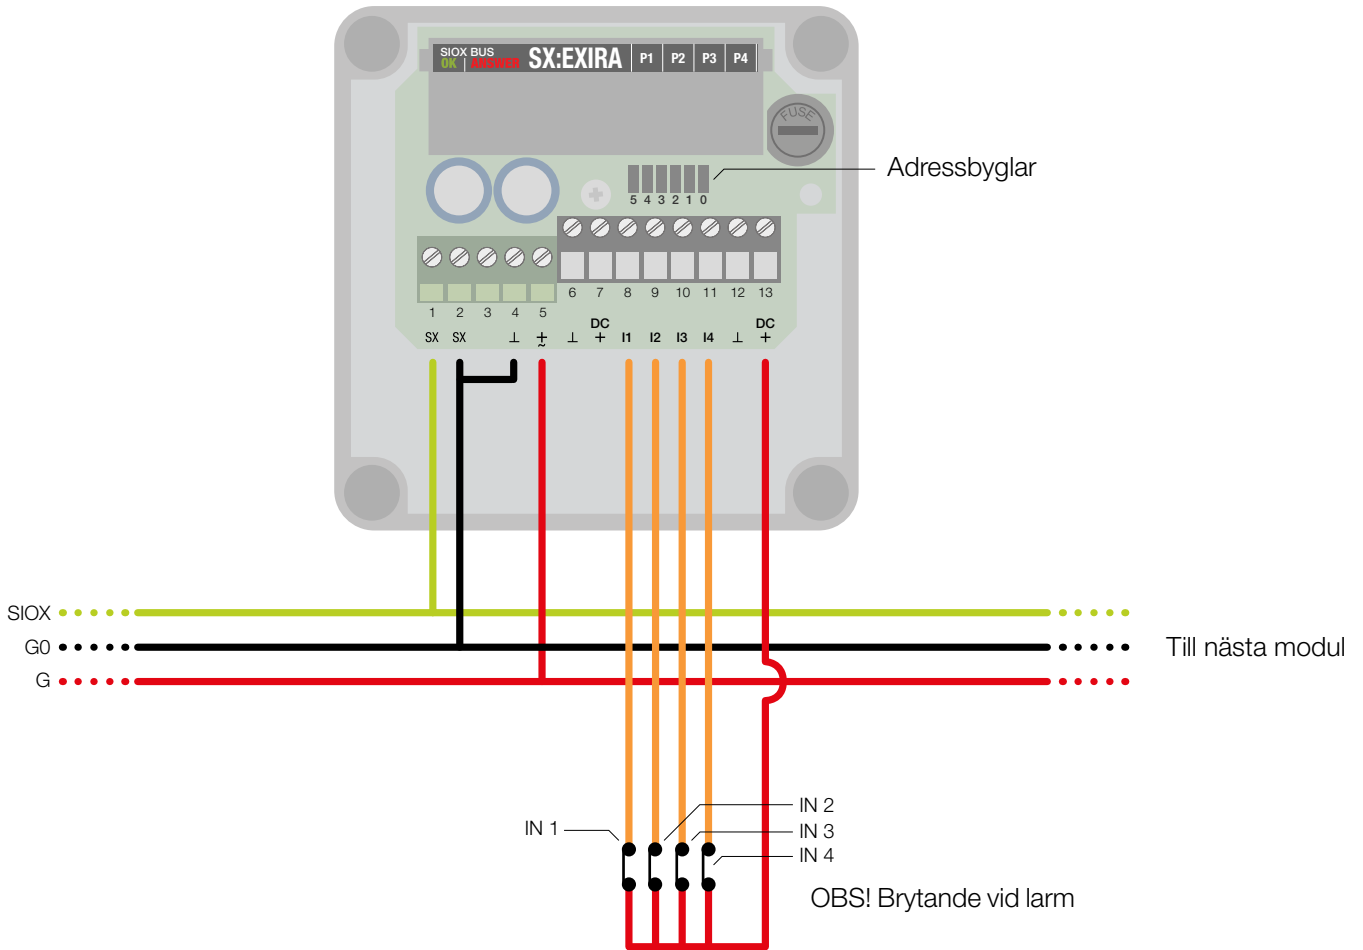 SIOX BUS
OK | ANSWER SX:EXIRA P1 P2 P3 P4
FUSE
Adressbyglar
5 4 3 2 1 0
6 7 8 9 10 11 12 13
1 2 3 4 5
DC DC
SX SX ⊥ + ~ ⊥ + I1 I2 I3 I4 ⊥ +
SIOX
G0
Till nästa modul
G
IN 2
IN 1
IN 3
IN 4
OBS! Brytande vid larm